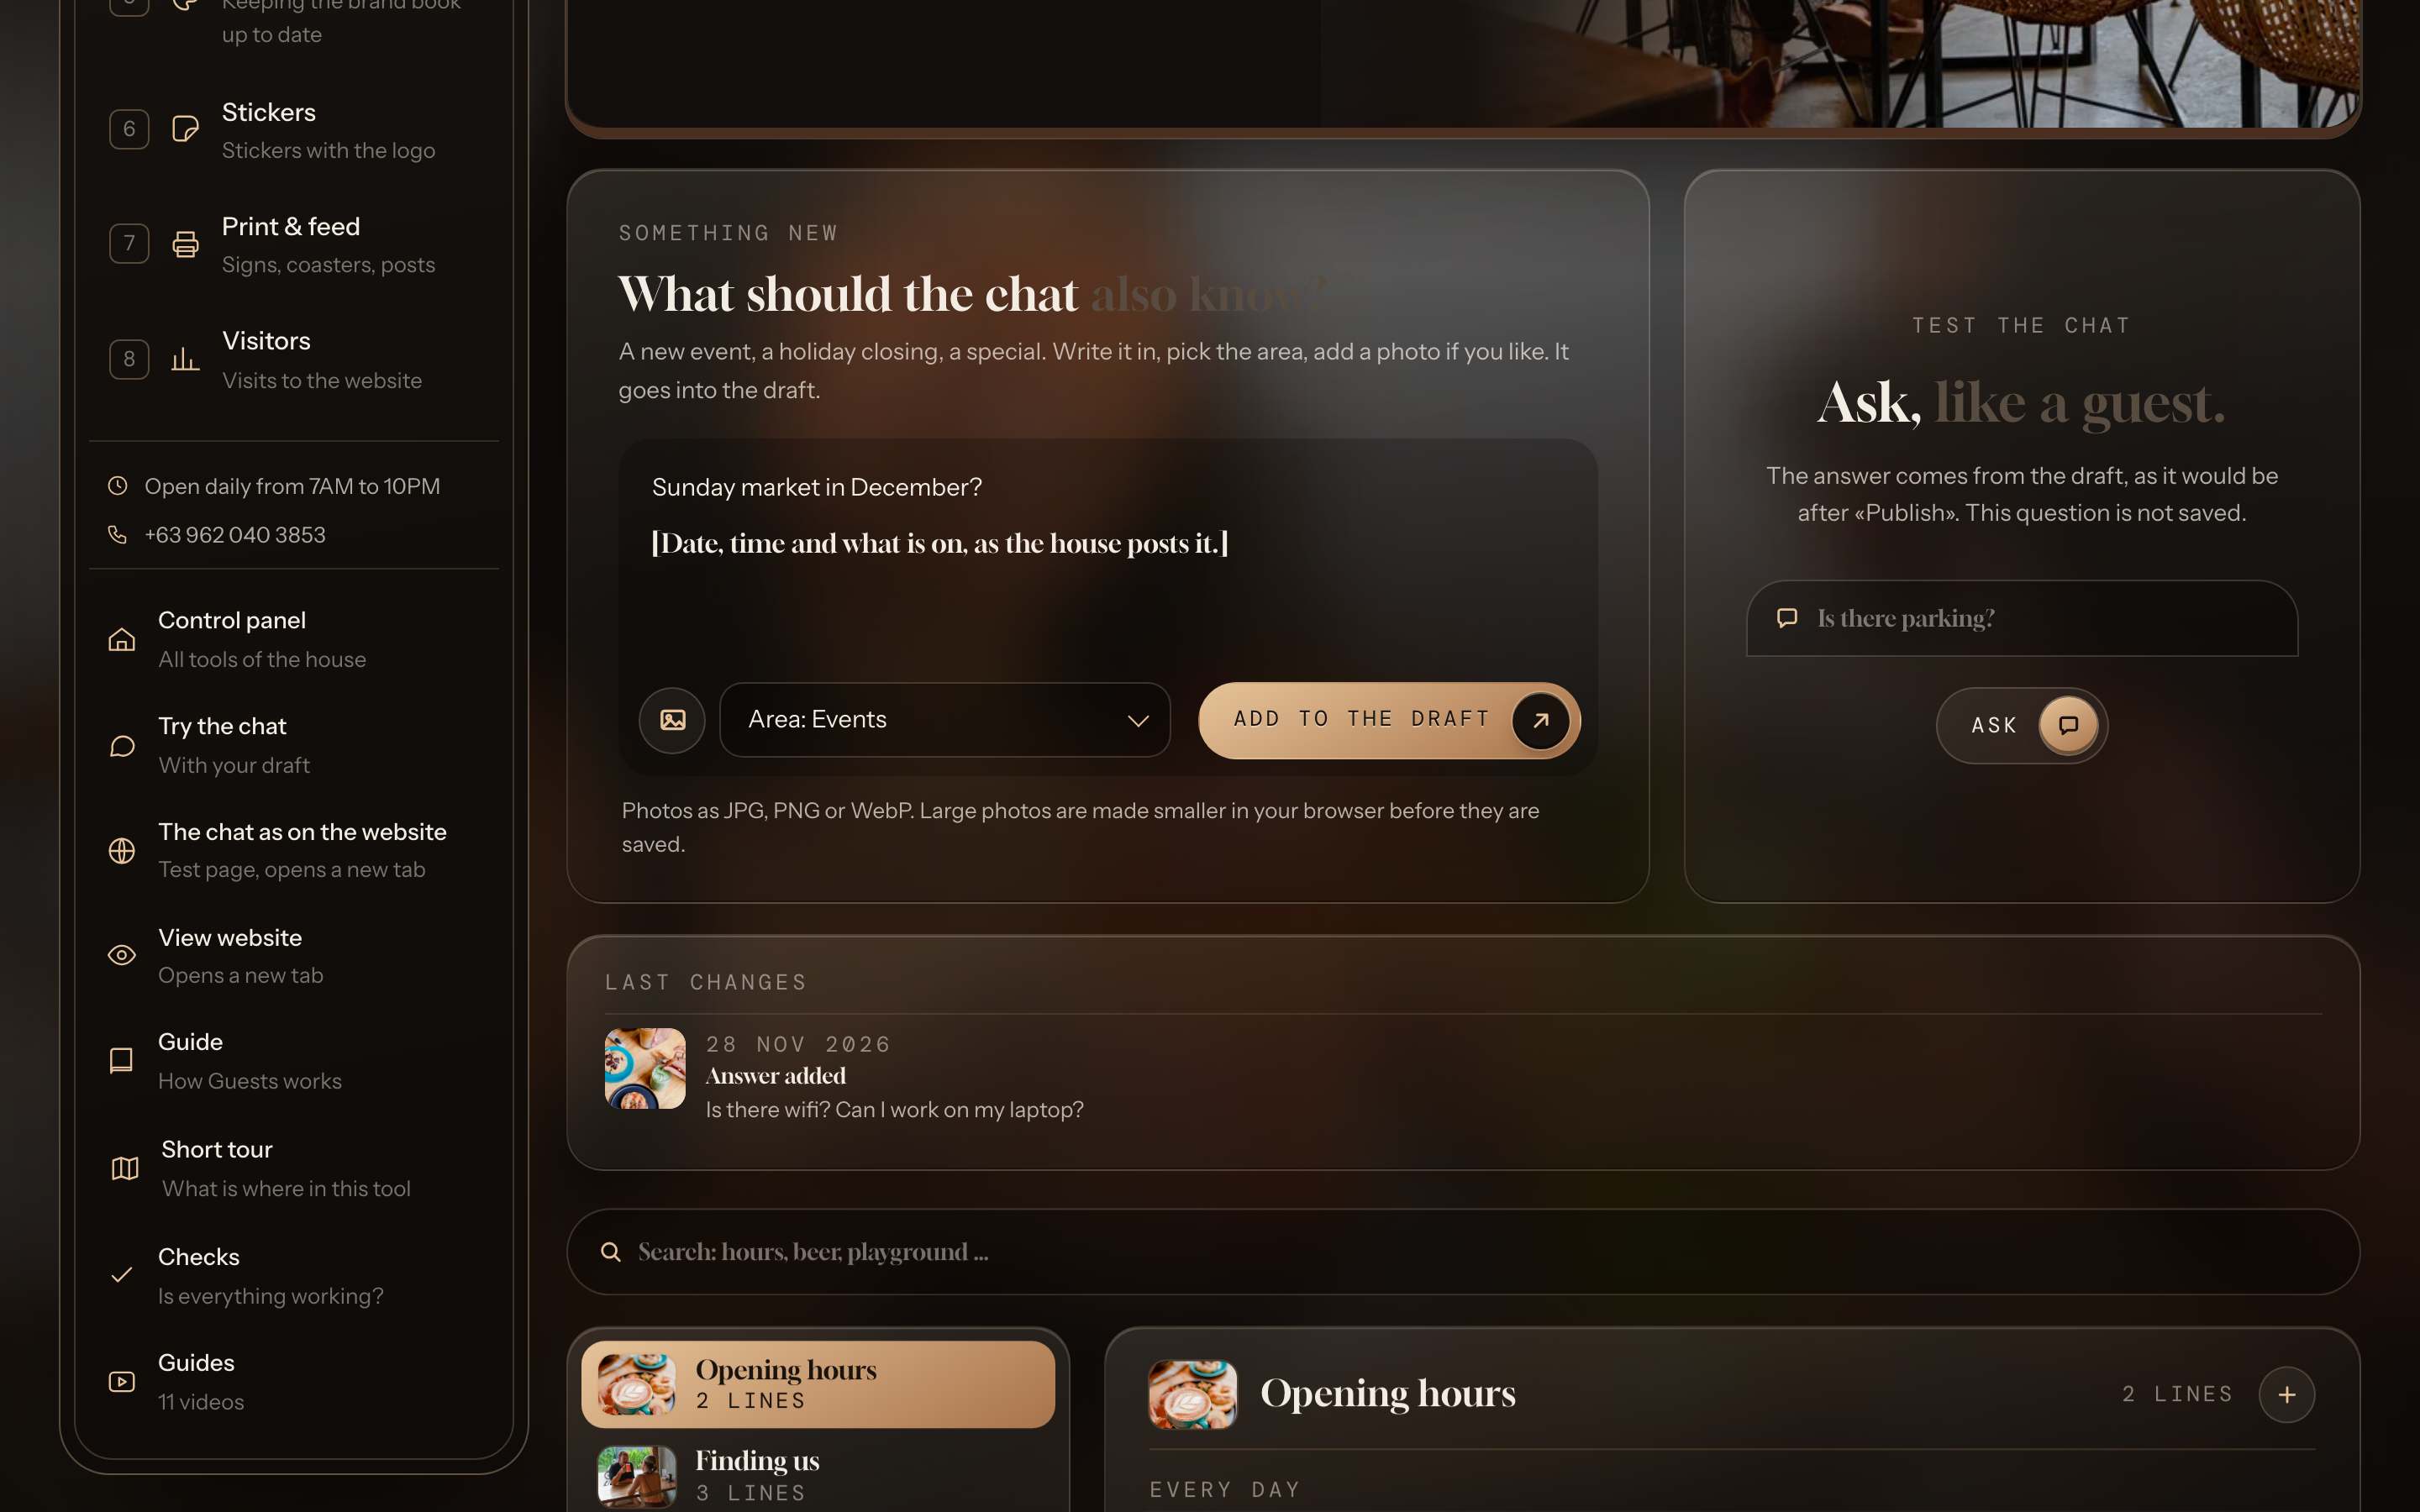 Keeping the brand book
up to date
6
Stickers
Stickers with the logo
7
Print & feed
Signs, coasters, posts
8
Visitors
Visits to the website
Open daily from 7AM to 10PM
+63 962 040 3853
Control panel
All tools of the house
Try the chat
With your draft
The chat as on the website
Test page, opens a new tab
View website
Opens a new tab
Guide
How Guests works
Short tour
What is where in this tool
Checks
Is everything working?
Guides
11 videos
SOMETHING NEW
What should the chat also know?
A new event, a holiday closing, a special. Write it in, pick the area, add a photo if you like. It
goes into the draft.
Sunday market in December?
[Date, time and what is on, as the house posts it.]
Area: Events
ADD TO THE DRAFT
Photos as JPG, PNG or WebP. Large photos are made smaller in your browser before they are
saved.
TEST THE CHAT
Ask, like a guest.
The answer comes from the draft, as it would be
after «Publish». This question is not saved.
Is there parking?
ASK
LAST CHANGES
28 NOV 2026
Answer added
Is there wifi? Can I work on my laptop?
Search: hours, beer, playground ...
Opening hours
2 LINES
Finding us
3 LINES
Opening hours
2 LINES
EVERY DAY